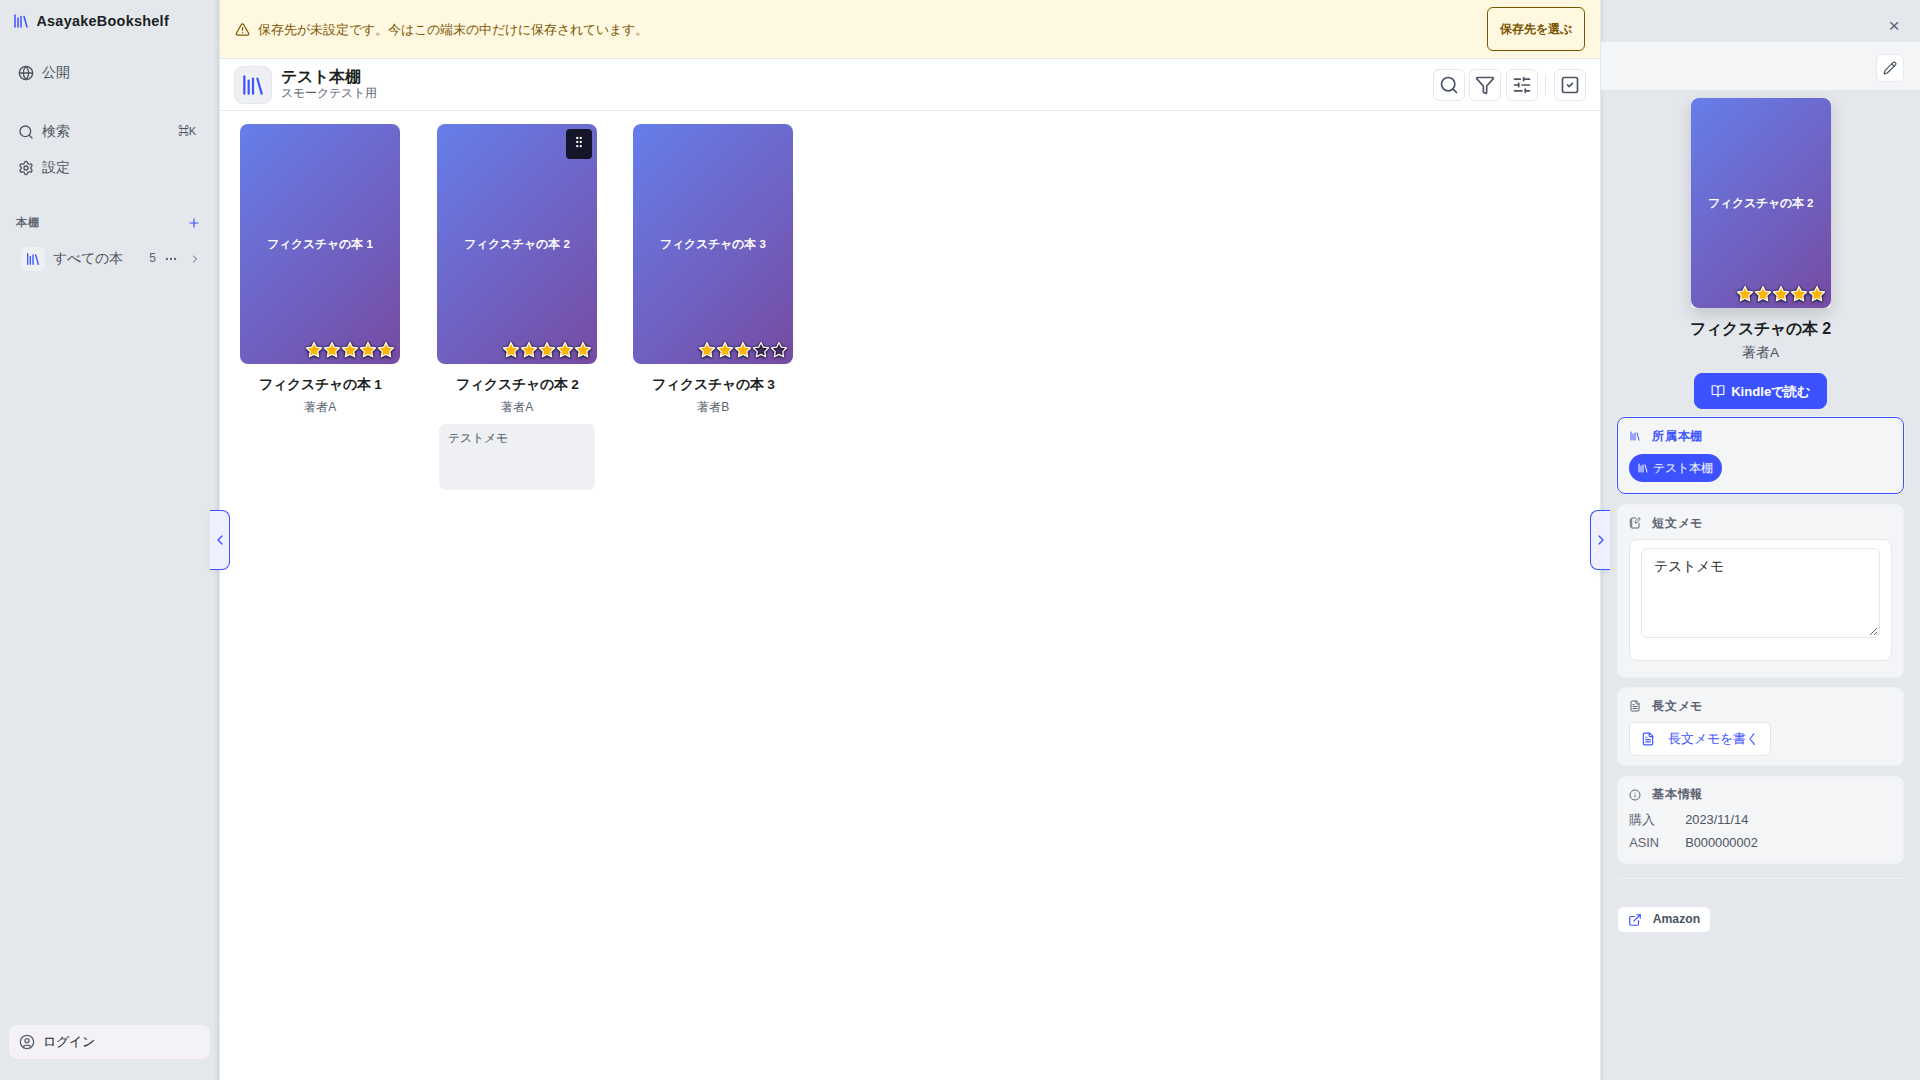 AsayakeBookshelf
公開
検索 ⌘K
設定
本棚
すべての本 5
ログイン
保存先が未設定です。今はこの端末の中だけに保存されています。
保存先を選ぶ
テスト本棚
スモークテスト用
フィクスチャの本 1
フィクスチャの本 2
フィクスチャの本 3
フィクスチャの本 1
著者A
フィクスチャの本 2
著者A
テストメモ
フィクスチャの本 3
著者B
フィクスチャの本 2
フィクスチャの本 2
著者A
Kindleで読む
所属本棚
テスト本棚
短文メモ
テストメモ
長文メモ
長文メモを書く
基本情報
購入 2023/11/14
ASIN B000000002
Amazon